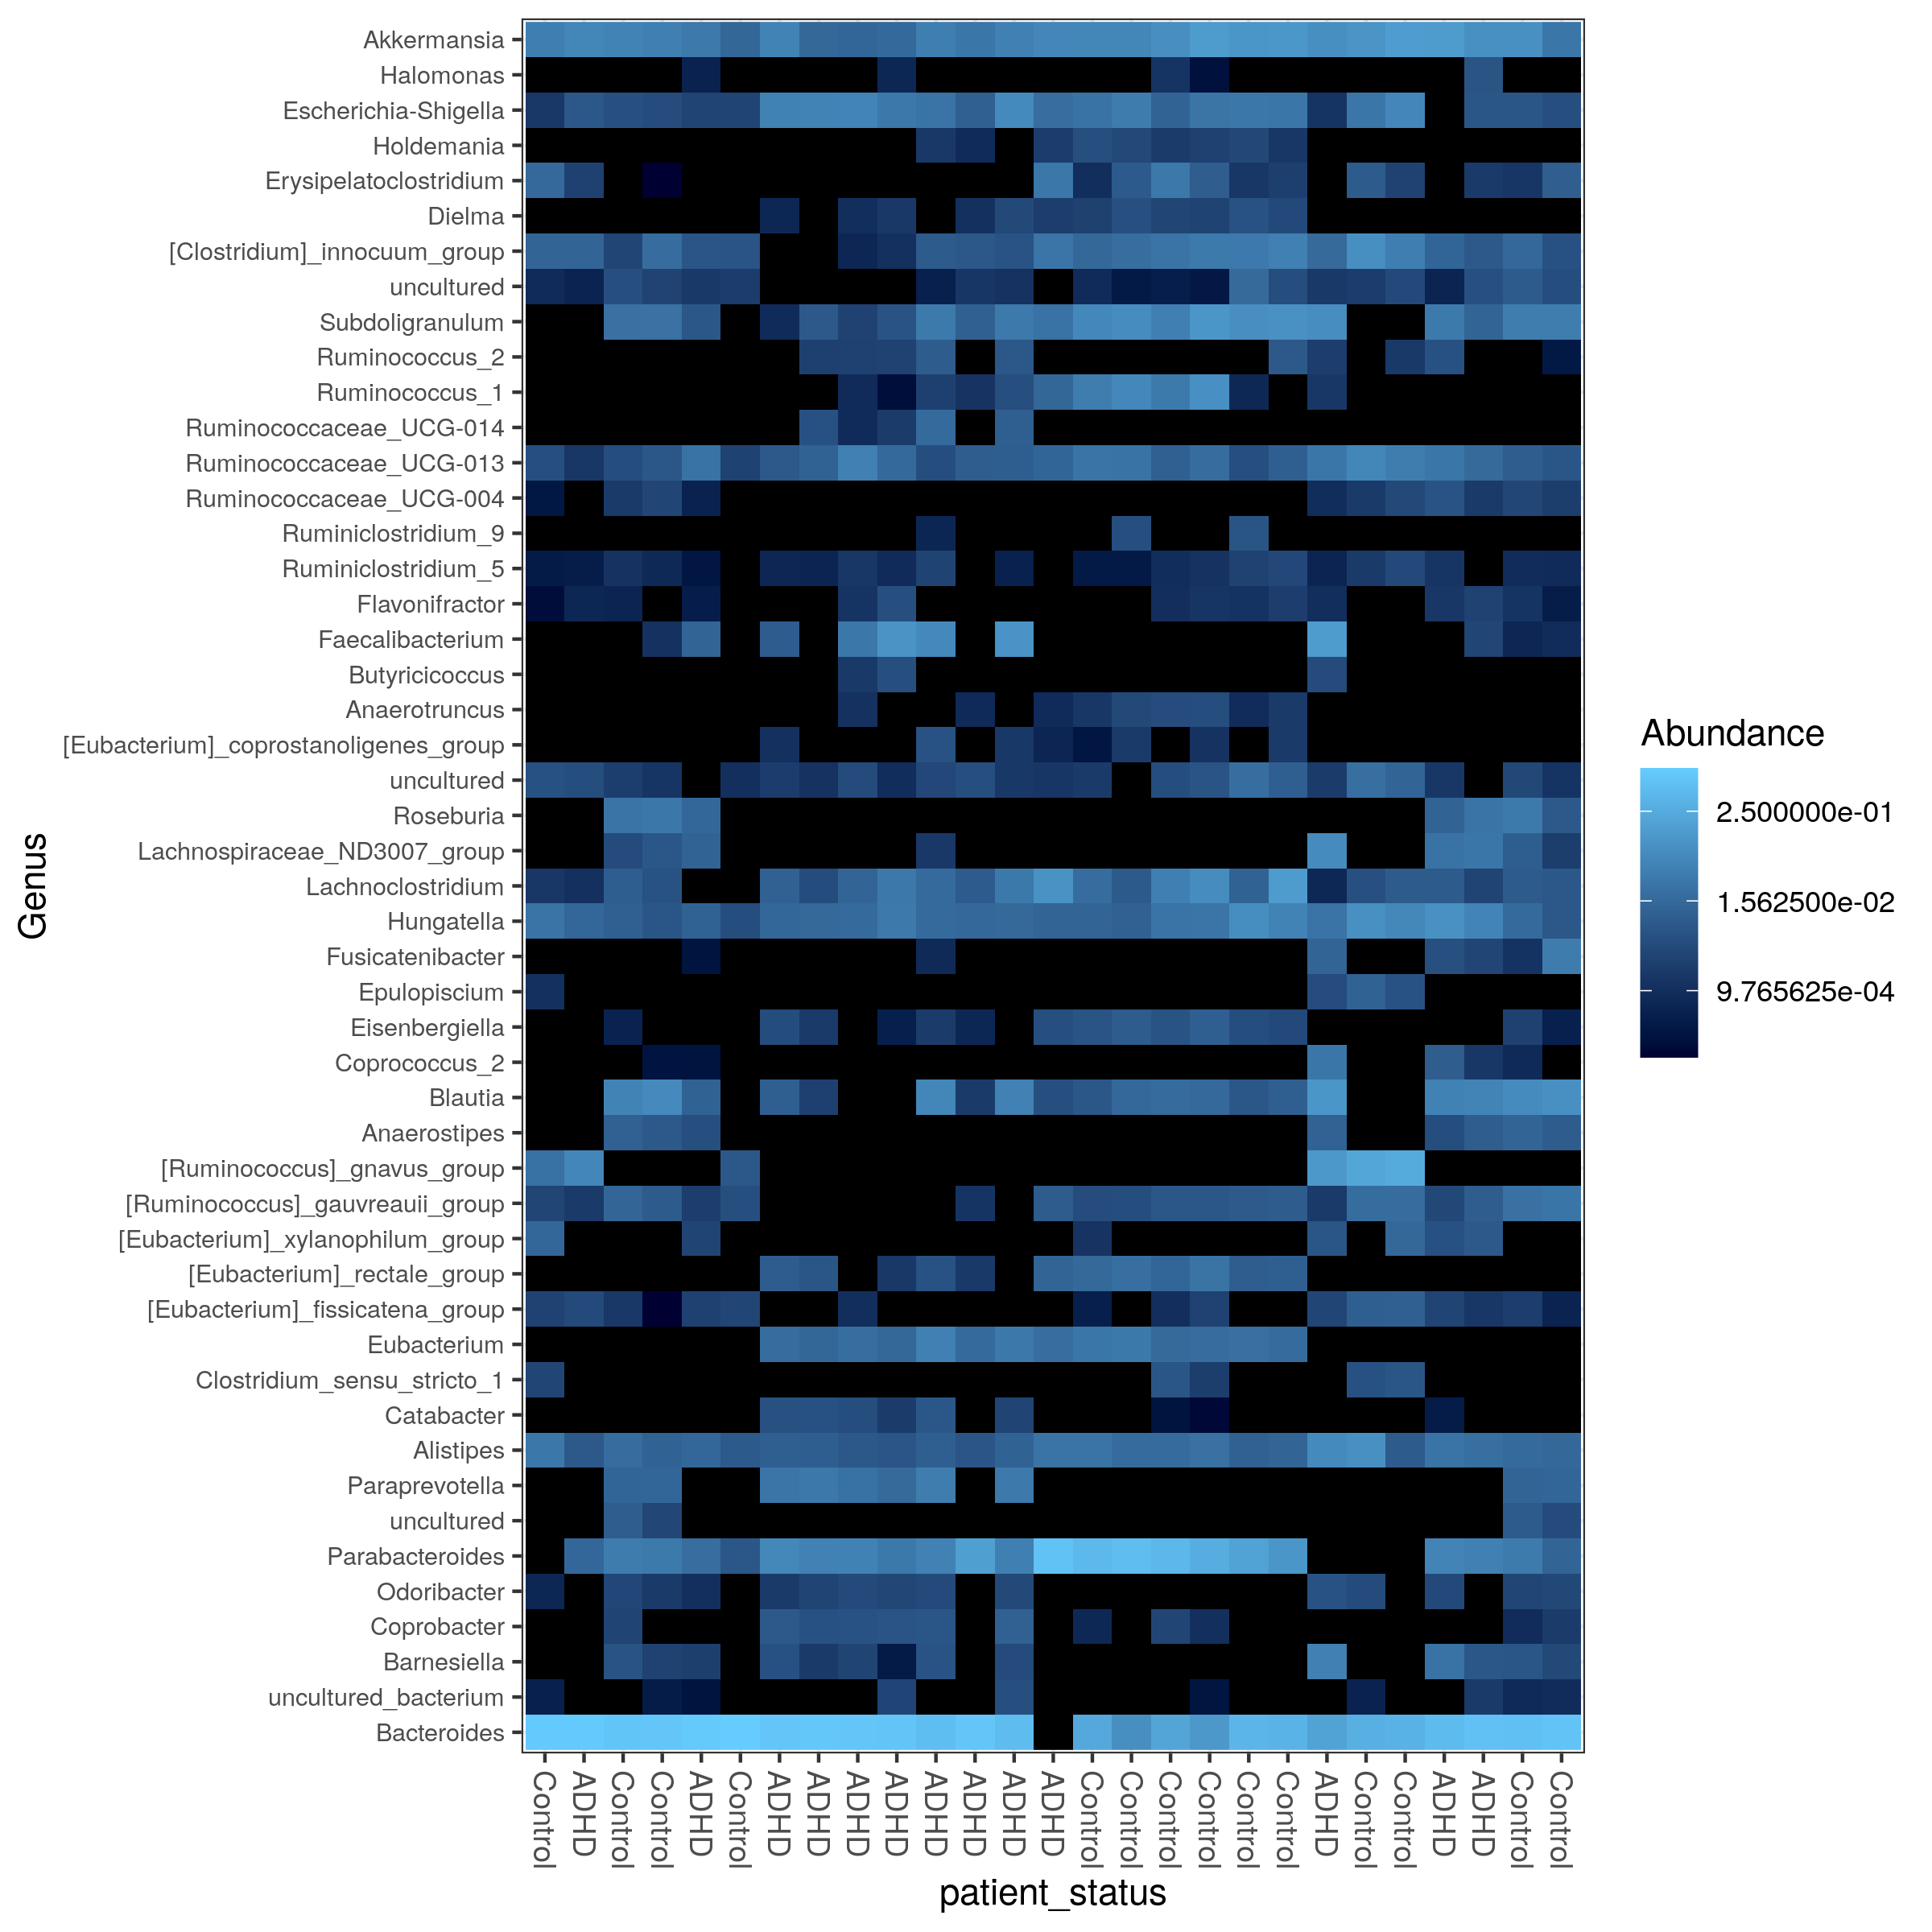 Genus
Akkermansia
Halomonas
Escherichia-Shigella
Holdemania
Erysipelatoclostridium
Dielma
[Clostridium]_innocuum_group
uncultured
Subdoligranulum
Ruminococcus_2
Ruminococcus_1
Ruminococcaceae_UCG-014
Ruminococcaceae_UCG-013
Ruminococcaceae_UCG-004
Ruminiclostridium_9
Ruminiclostridium_5
Flavonifractor
Faecalibacterium
Butyricicoccus
Anaerotruncus
[Eubacterium]_coprostanoligenes_group
uncultured
Roseburia
Lachnospiraceae_ND3007_group
Lachnoclostridium
Hungatella
Fusicatenibacter
Epulopiscium
Eisenbergiella
Coprococcus_2
Blautia
Anaerostipes
[Ruminococcus]_gnavus_group
[Ruminococcus]_gauvreauii_group
[Eubacterium]_xylanophilum_group
[Eubacterium]_rectale_group
[Eubacterium]_fissicatena_group
Eubacterium
Clostridium_sensu_stricto_1
Catabacter
Alistipes
Paraprevotella
uncultured
Parabacteroides
Odoribacter
Coprobacter
Barnesiella
uncultured_bacterium
Bacteroides
Control
ADHD
Control
Control
ADHD
Control
ADHD
ADHD
ADHD
ADHD
ADHD
ADHD
ADHD
ADHD
Control
Control
Control
Control
Control
Control
ADHD
Control
Control
ADHD
ADHD
Control
Control
patient_status
Abundance
2.500000e-01
1.562500e-02
9.765625e-04